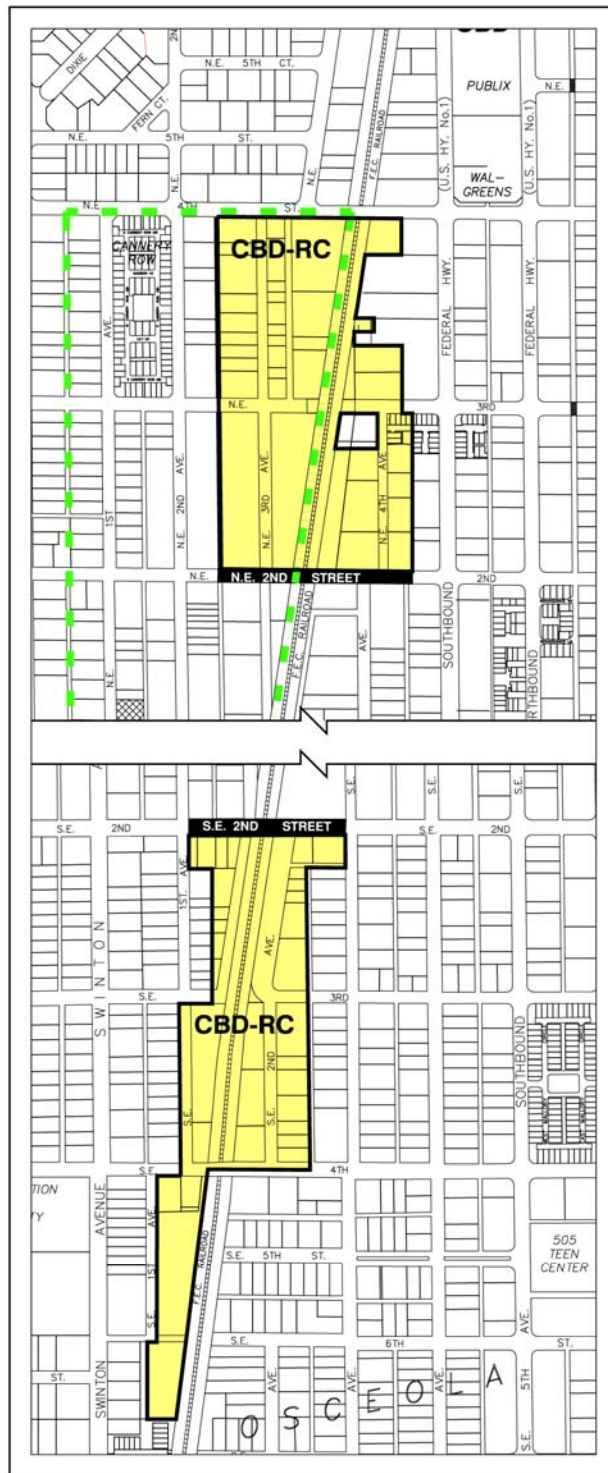 CBD
DIXIE
2N
N.E. 5TH CT.
PUBLIX
N.E.
FERN CT.
F.E.C. RAILROAD
(U.S. HY. No.1)
(U.S. HY. No.1)
N.E. 5TH ST.
N.E.
N.E.
WAL-
GREENS
N.E. 4TH ST.
CANNERY
ROW
CBD-RC
AVE.
FEDERAL HWY.
FEDERAL HWY.
N.E. 3RD
1ST
N.E. 2ND AVE.
N.E. 3RD AVE.
N.E. 4TH AVE
N.E. N.E. 2ND STREET 2ND
N.E.
F.E.C. RAILROAD
AVE.
SOUTHBOUND
RTHBOUND
S.E.
S.E. 2ND S.E. 2ND STREET S.E. 2ND
1ST. AVE
SWINTON
AVE.
S.E. 3RD
CBD-RC
S.E.
S.E. 2ND
SOUTHBOUND
S.E. 4TH
TION
TY
AVENUE
S.E. 1ST AVE.
F.E.C. RAILROAD
S.E. 5TH ST.
505
TEEN
CENTER
S.E. 6TH ST.
ST.
SWINTON
AVE.
AVE.
AVE.
S.E. 5TH AVE.
OSCEOLA
S.E.